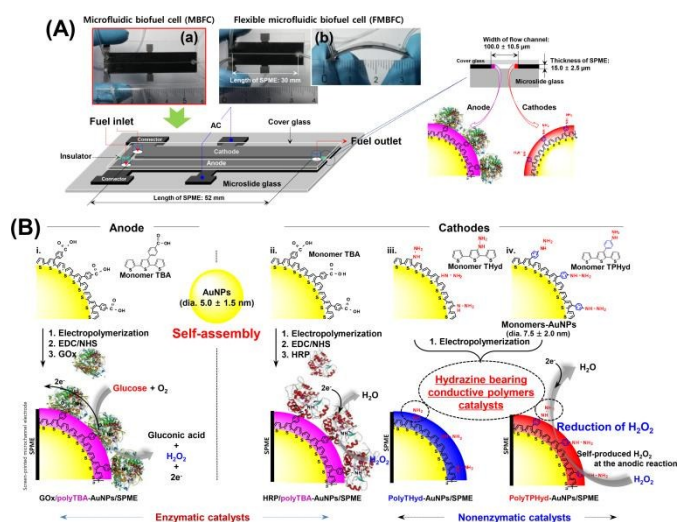 Microfluidic biofuel cell (MBFC)
Flexible microfluidic biofuel cell (FMBFC)
(A)
(a)
(b)
Length of SPME: 30 mm
Width of flow channel:
100.0 ± 10.5 μm
Cover glass
Thickness of SPME:
15.0 ± 2.5 μm
Microslide glass
Anode
Cathodes
Fuel inlet
AC
Cover glass
Connector
Fuel outlet
Cathode
Insulator
Anode
Connector
Microslide glass
Length of SPME: 52 mm
(B)
Anode
Cathodes
i.
Monomer TBA
AuNPs
(dia. 5.0 ± 1.5 nm)
Self-assembly
1. Electropolymerization
2. EDC/NHS
3. GOx
2e-
Glucose + O2
Gluconic acid
+
H2O2
+
2e-
Screen-printed microchannel electrode
SPME
GOx/polyTBA-AuNPs/SPME
ii.
Monomer TBA
1. Electropolymerization
2. EDC/NHS
3. HRP
2e-
H2O
H2O2
SPME
HRP/polyTBA-AuNPs/SPME
iii.
NH2
NH
Monomer THyd
iv.
Monomer TPHyd
Monomers-AuNPs
(dia. 7.5 ± 2.0 nm)
1. Electropolymerization
Hydrazine bearing
conductive polymers
catalysts
SPME
PolyTHyd-AuNPs/SPME
H2O
2e-
Reduction of H2O2
Self-produced H2O2
at the anodic reaction
H2O2
SPME
PolyTPHyd-AuNPs/SPME
Enzymatic catalysts
Nonenzymatic catalysts